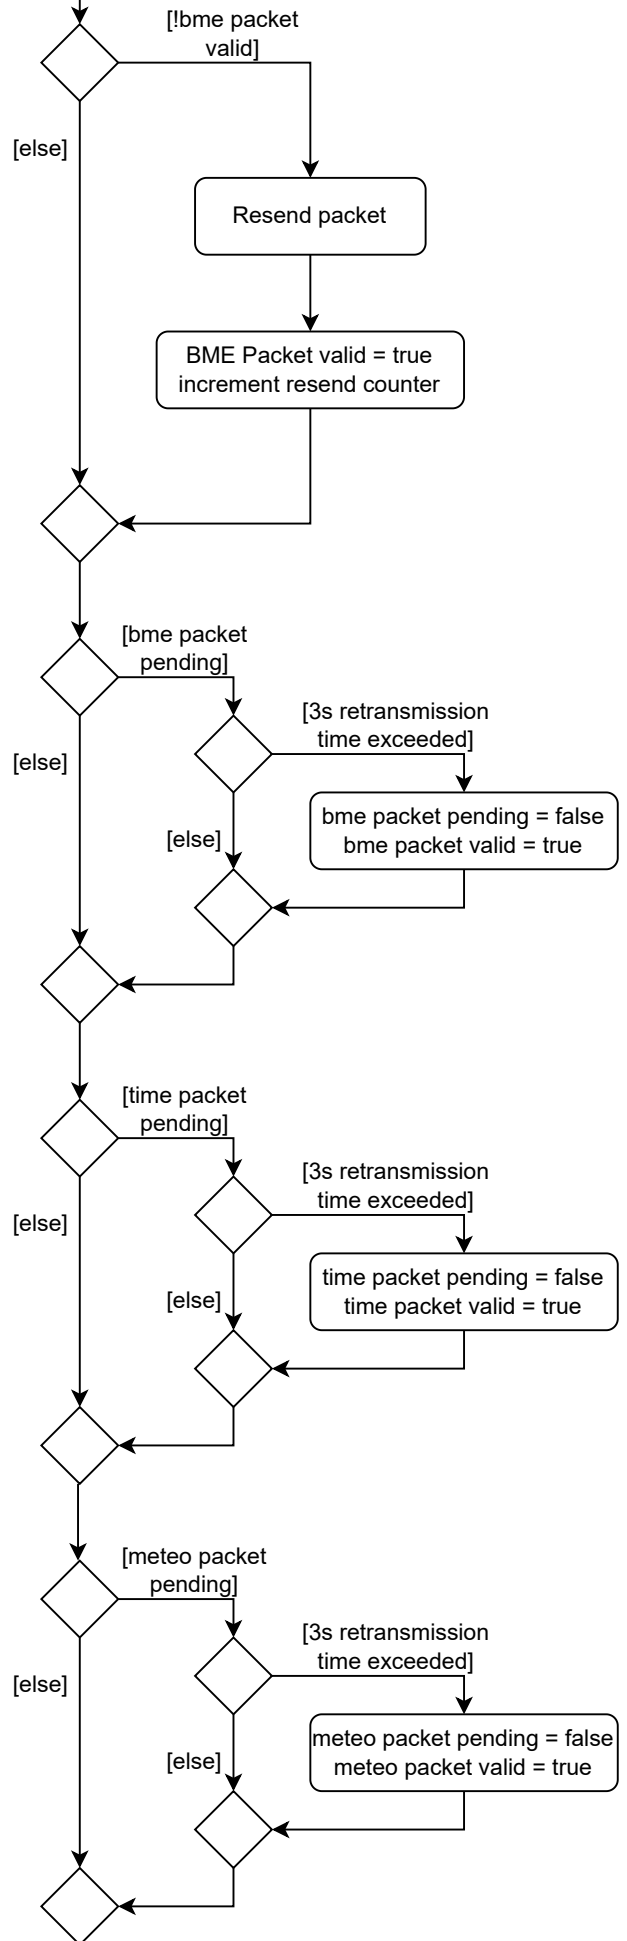 [!bme packet
valid]
[else]
Resend packet
BME Packet valid = true
increment resend counter
[bme packet
pending]
[3s retransmission
time exceeded]
[else]
bme packet pending = false
bme packet valid = true
[else]
[time packet
pending]
[3s retransmission
time exceeded]
[else]
time packet pending = false
time packet valid = true
[else]
[meteo packet
pending]
[3s retransmission
time exceeded]
[else]
meteo packet pending = false
meteo packet valid = true
[else]